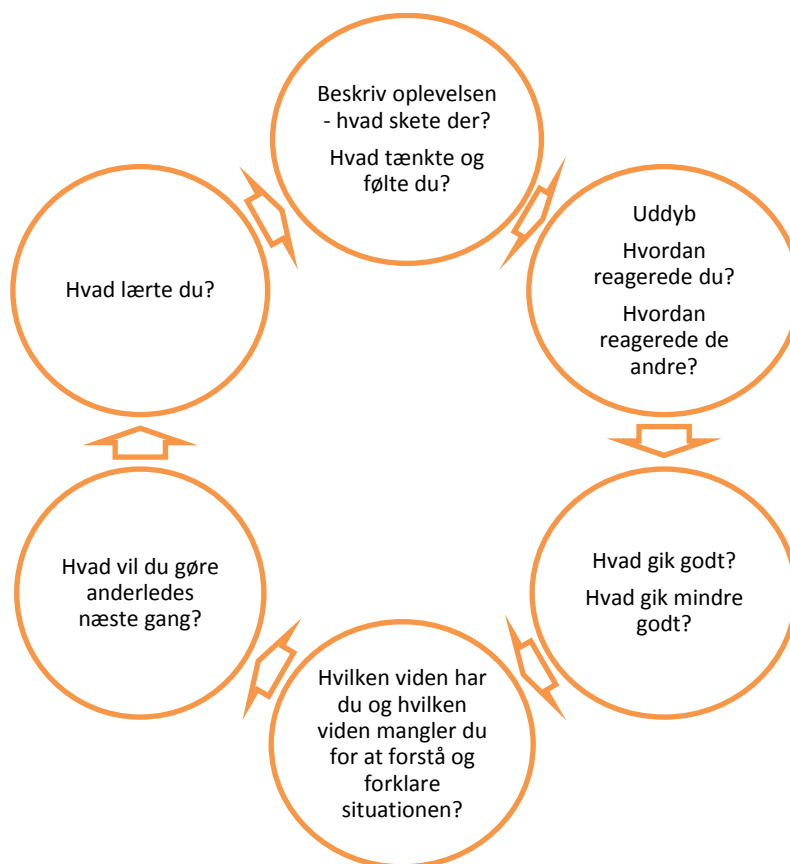 Beskriv oplevelsen
- hvad skete der?
Hvad tænkte og
følte du?
Uddyb
Hvordan
reagerede du?
Hvordan
reagerede de
andre?
Hvad gik godt?
Hvad gik mindre
godt?
Hvilken viden har
du og hvilken
viden mangler du
for at forstå og
forklare
situationen?
Hvad vil du gøre
anderledes
næste gang?
Hvad lærte du?